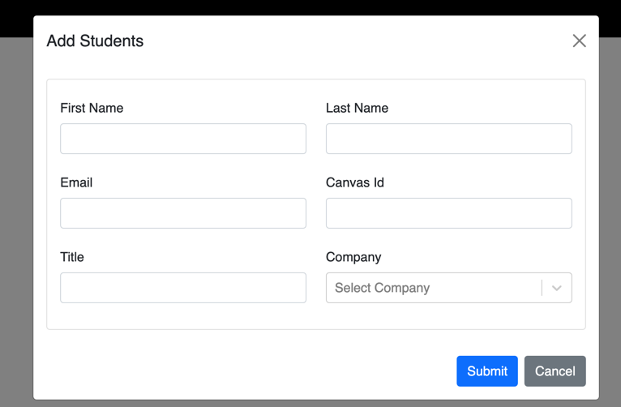 Add Students
First Name Last Name
Email Canvas Id
Title Company
Select Company
Submit Cancel